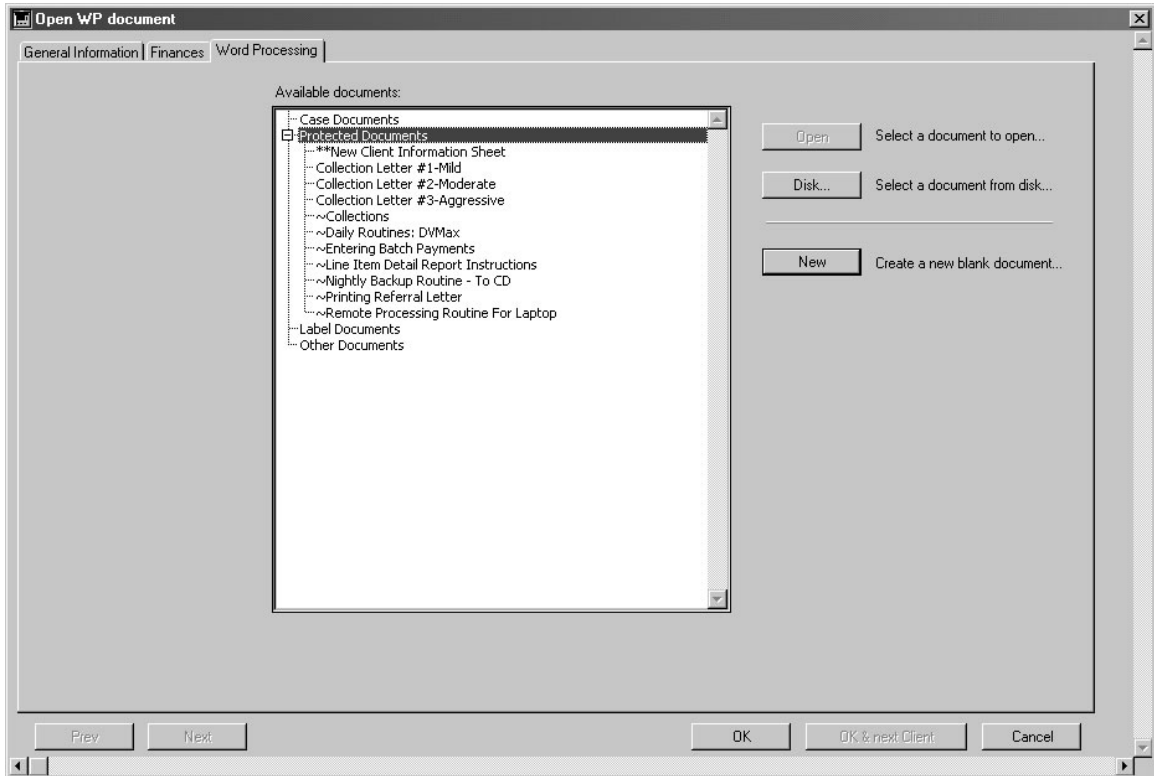 Open WP document
General Information Finances Word Processing
Available documents:
Case Documents
Protected Documents
**New Client Information Sheet
Collection Letter #1-Mild
Collection Letter #2-Moderate
Collection Letter #3-Aggressive
~Collections
~Daily Routines: DVMax
~Entering Batch Payments
~Line Item Detail Report Instructions
~Nightly Backup Routine - To CD
~Printing Referral Letter
~Remote Processing Routine For Laptop
Label Documents
Other Documents
Open Select a document to open...
Disk... Select a document from disk...
New Create a new blank document...
Prev Next OK OK & next Client Cancel